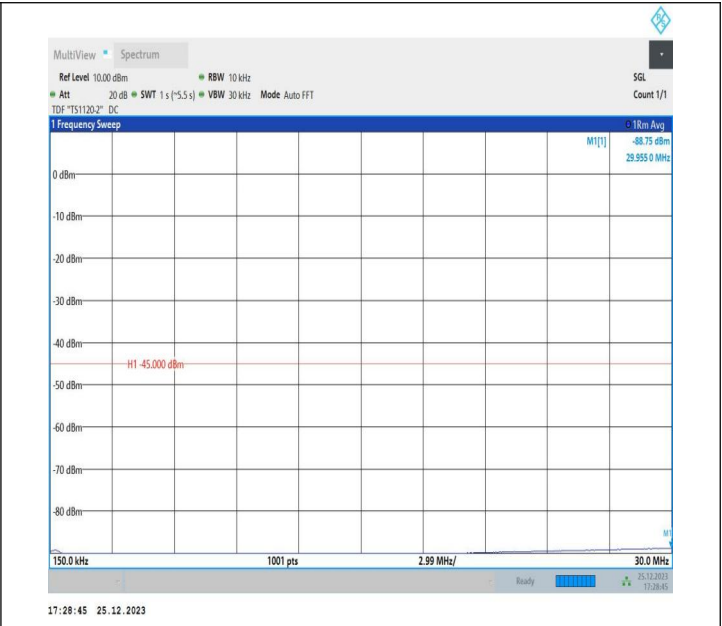 MultiView Spectrum
Ref Level 10.00 dBm RBW 10 kHz SGL
Att 20 dB SWT 1 s (~5.5 s) VBW 30 kHz Mode Auto FFT Count 1/1
TDF "TS1120-2" DC
1 Frequency Sweep 1Rm Avg
M1[1] -88.75 dBm
29.955 0 MHz
0 dBm
-10 dBm
-20 dBm
-30 dBm
-40 dBm
H1 -45.000 dBm
-50 dBm
-60 dBm
-70 dBm
-80 dBm
M1
150.0 kHz 1001 pts 2.99 MHz/ 30.0 MHz
Ready 25.12.2023
17:28:45
17:28:45 25.12.2023